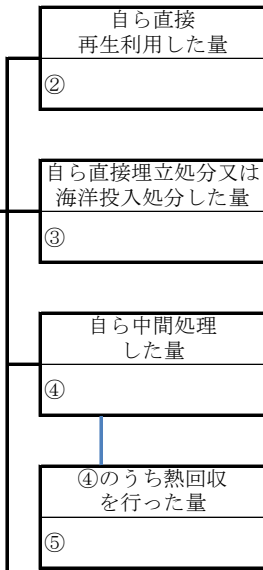 自ら直接
再生利用した量
②
自ら直接埋立処分又は
海洋投入処分した量
③
自ら中間処理
した量
④
④のうち熱回収
を行った量
⑤